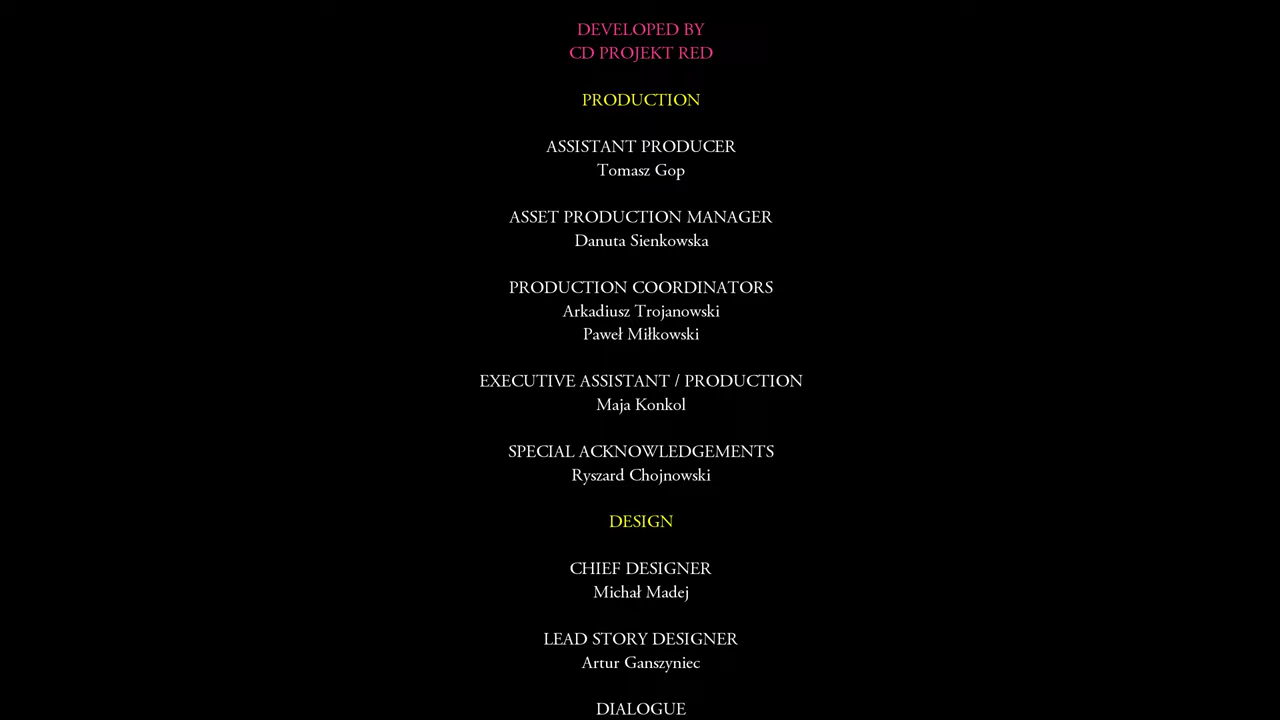 DEVELOPED BY
CD PROJEKT RED
PRODUCTION
ASSISTANT PRODUCER
Tomasz Gop
ASSET PRODUCTION MANAGER
Danuta Sienkowska
PRODUCTION COORDINATORS
Arkadiusz Trojanowski
Paweł Miłkowski
EXECUTIVE ASSISTANT / PRODUCTION
Maja Konkol
SPECIAL ACKNOWLEDGEMENTS
Ryszard Chojnowski
DESIGN
CHIEF DESIGNER
Michał Madej
LEAD STORY DESIGNER
Artur Ganszyniec
DIALOGUE